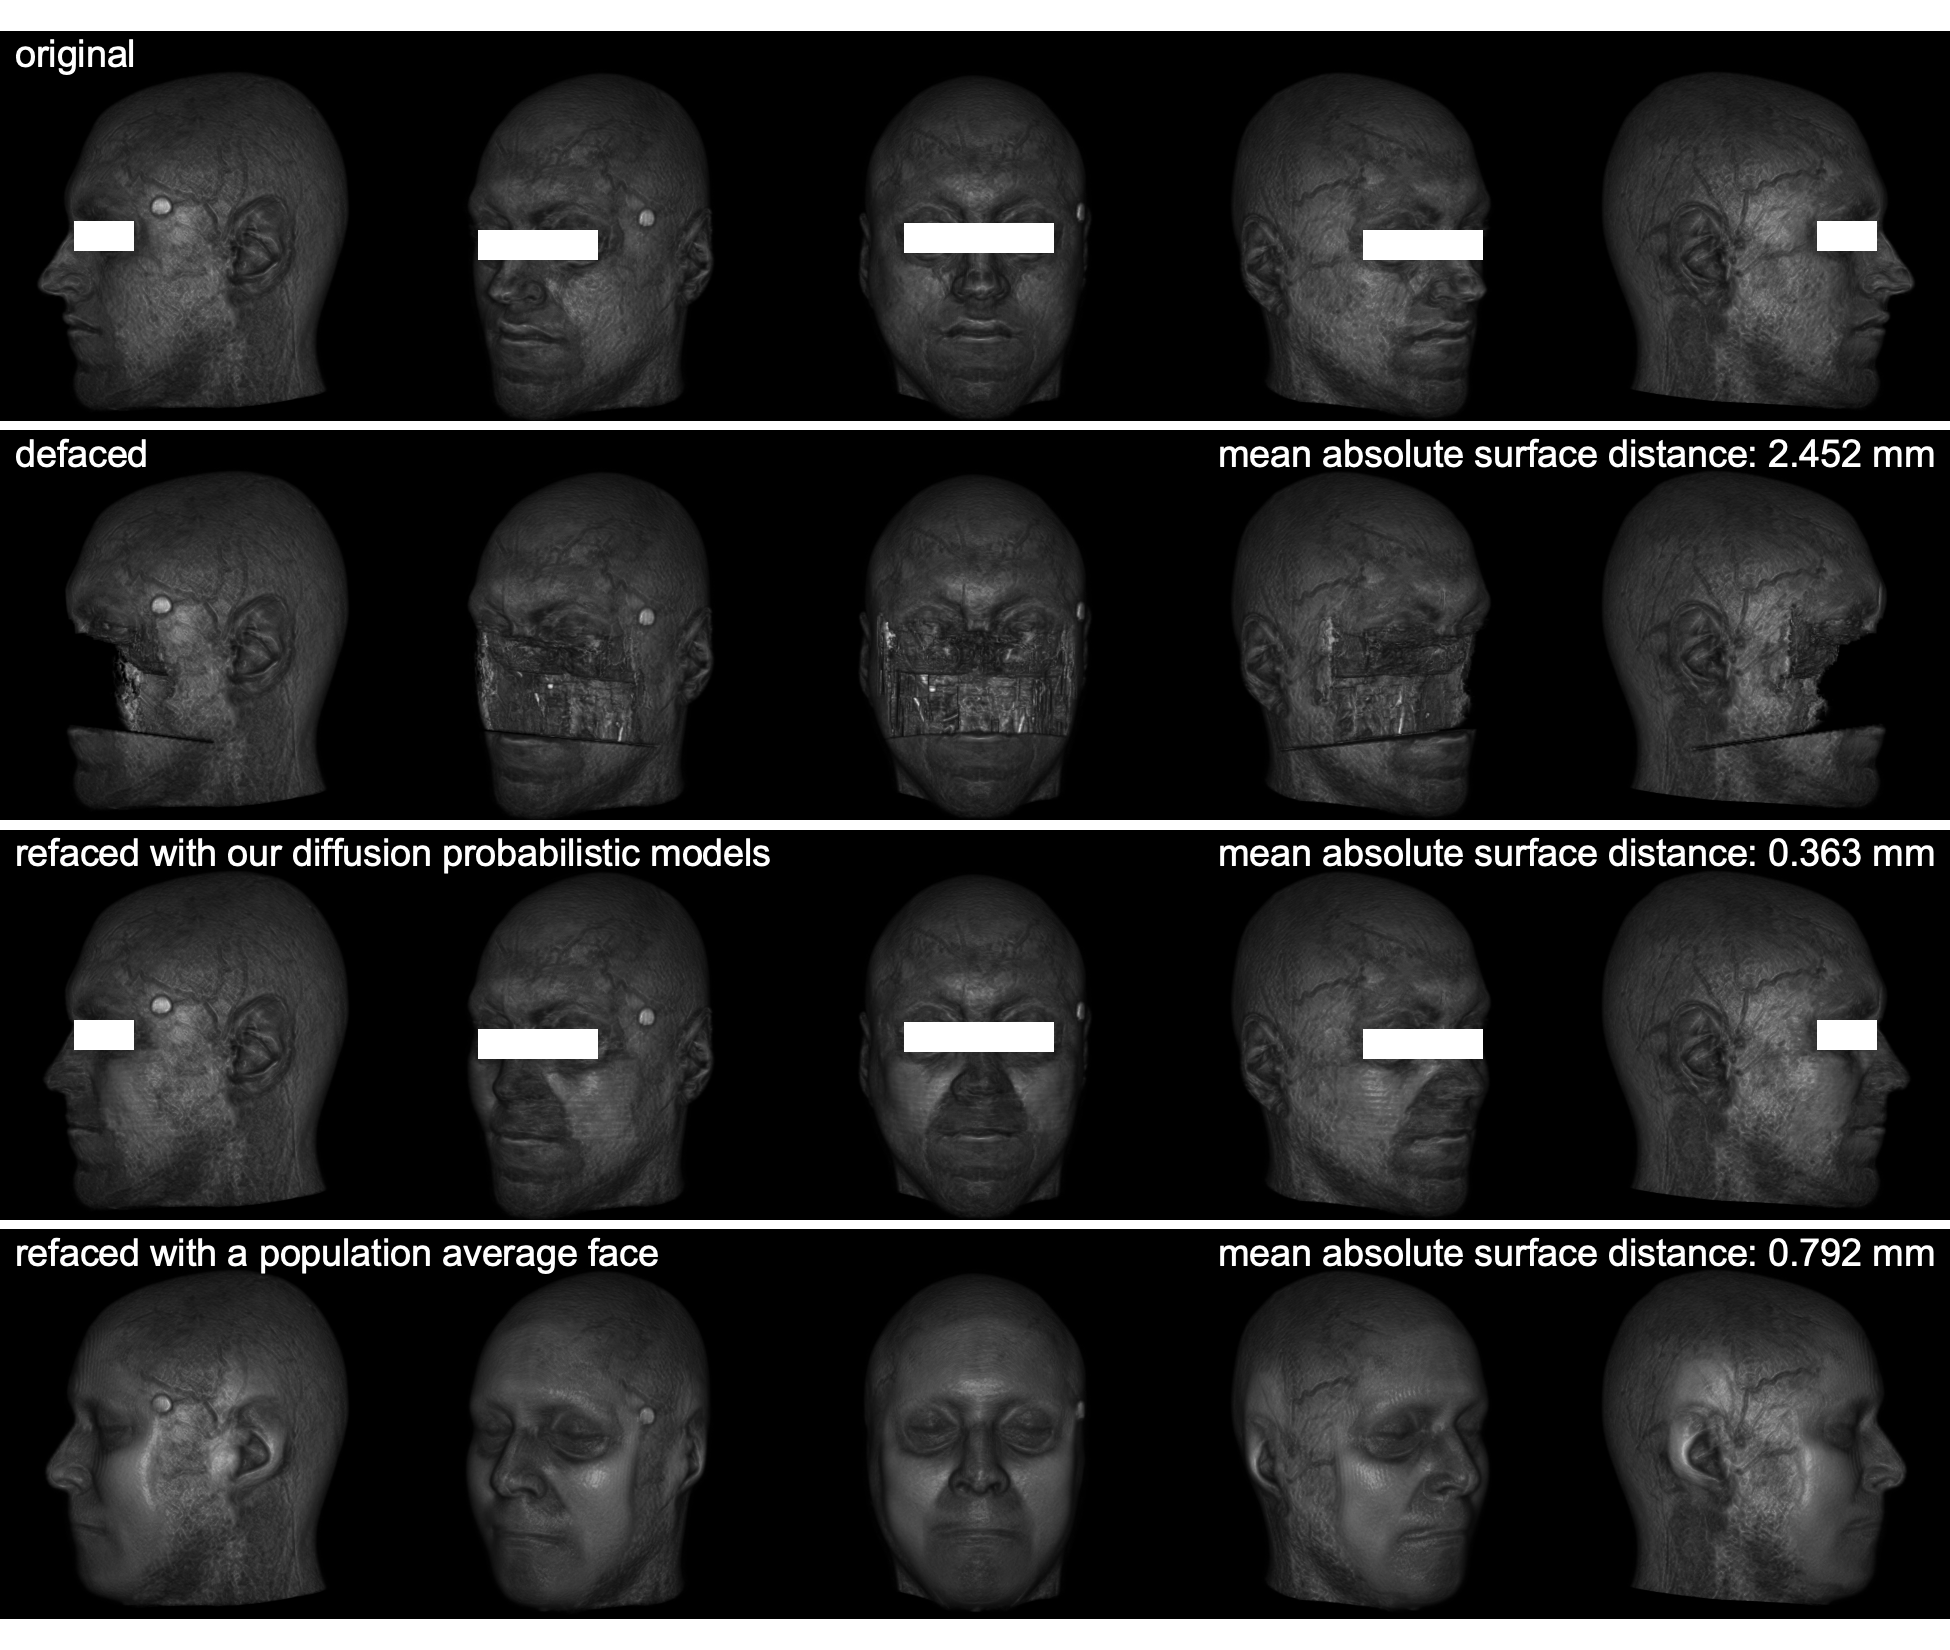 original
defaced
mean absolute surface distance: 2.452 mm
refaced with our diffusion probabilistic models
mean absolute surface distance: 0.363 mm
refaced with a population average face
mean absolute surface distance: 0.792 mm